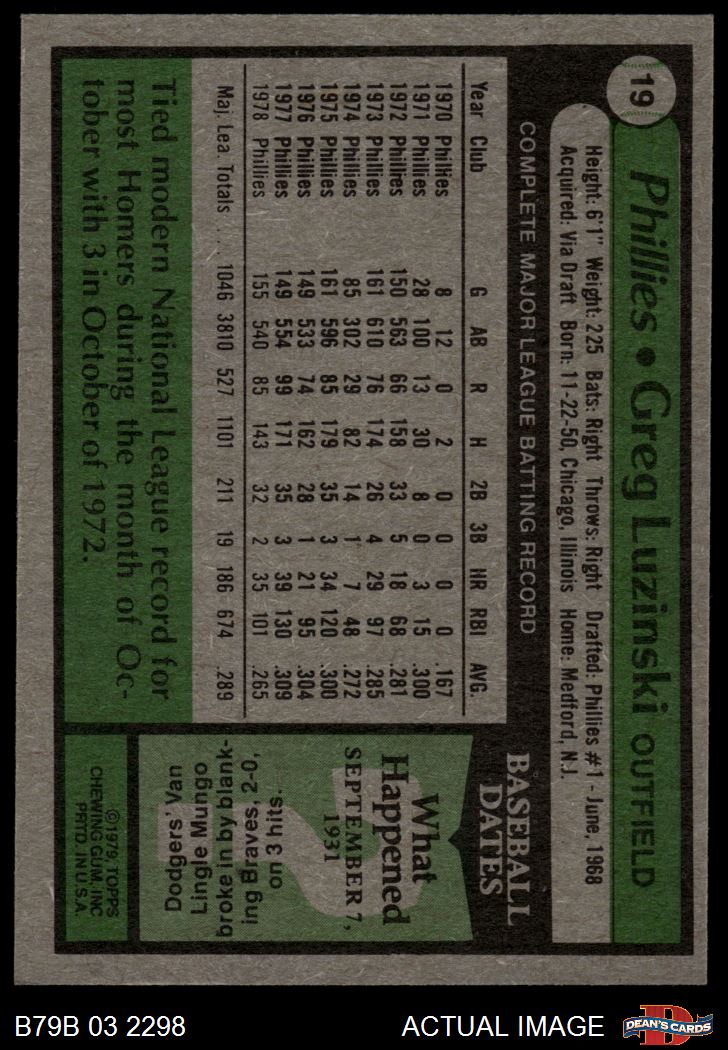 19
Phillies • Greg Luzinski OUTFIELD
Height: 6'1" Weight: 225 Bats: Right Throws: Right Drafted: Phillies #1 - June, 1968
Acquired: Via Draft Born: 11-22-50, Chicago, Illinois Home: Medford, N.J.
COMPLETE MAJOR LEAGUE BATTING RECORD
Year Club G AB R H 2B 3B HR RBI AVG.
1970 Phillies 8 12 0 2 0 0 0 0 .167
1971 Phillies 28 100 13 30 8 0 3 15 .300
1972 Phillies 150 563 66 158 33 5 18 68 .281
1973 Phillies 161 610 76 174 26 4 29 97 .285
1974 Phillies 85 302 29 82 14 1 7 48 .272
1975 Phillies 161 596 85 179 35 3 34 120 .300
1976 Phillies 149 533 74 162 28 1 21 95 .304
1977 Phillies 149 554 99 171 35 3 39 130 .309
1978 Phillies 155 540 85 143 32 2 35 101 .265
Maj. Lea. Totals . . . 1046 3810 527 1101 211 19 186 674 .289
Tied modern National League record for
most Homers during the month of Oc-
tober with 3 in October of 1972.
BASEBALL
DATES
What
Happened
SEPTEMBER 7,
1931
?
Dodgers' Van
Lingle Mungo
broke in by blank-
ing Braves, 2-0,
on 3 hits.
©1979, TOPPS
CHEWING GUM, INC
PRTD. IN U.S.A.
B79B 03 2298
ACTUAL IMAGE
D
DEAN'S CARDS